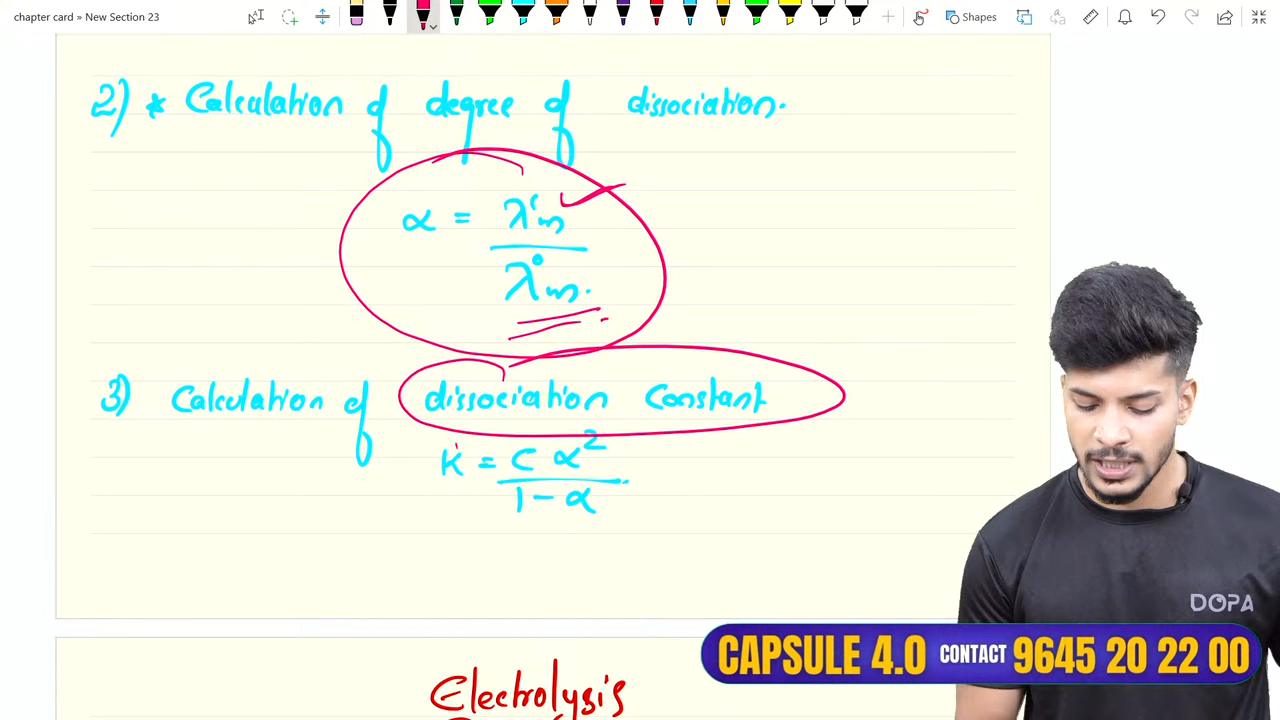 chapter card » New Section 23
Shapes
2) * Calculation of degree of dissociation.
α = λᶜm / λ°m.
3) Calculation of dissociation Constant
K = C α² / 1 - α
DOPA
CAPSULE 4.0 CONTACT 9645 20 22 00
Electrolysis